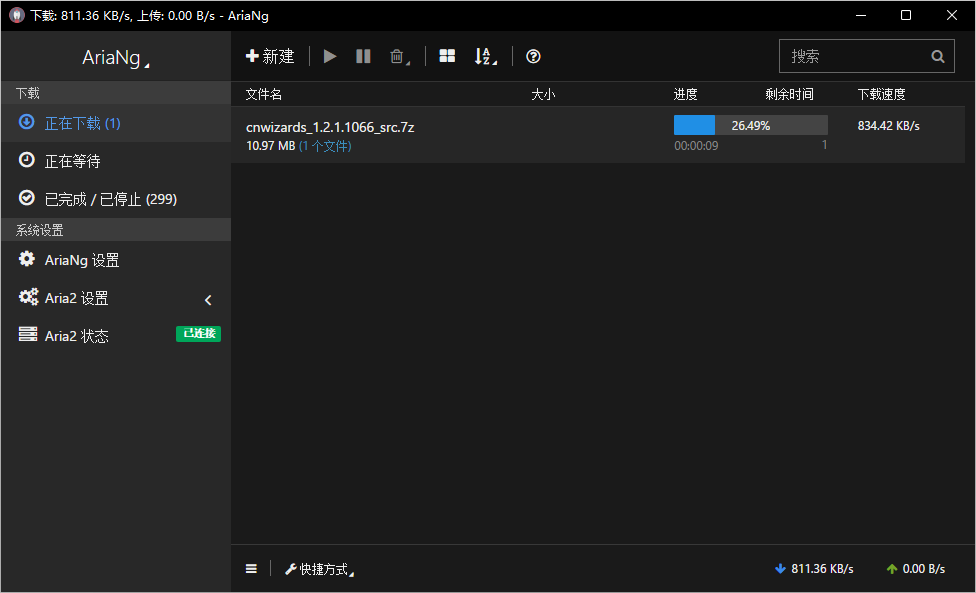 下载: 811.36 KB/s, 上传: 0.00 B/s - AriaNg
AriaNg
新建
搜索
下载
文件名 大小 进度 剩余时间 下载速度
正在下载 (1)
cnwizards_1.2.1.1066_src.7z
26.49%
834.42 KB/s
10.97 MB (1 个文件)
00:00:09
1
正在等待
已完成 / 已停止 (299)
系统设置
AriaNg 设置
Aria2 设置
Aria2 状态
已连接
快捷方式
811.36 KB/s
0.00 B/s